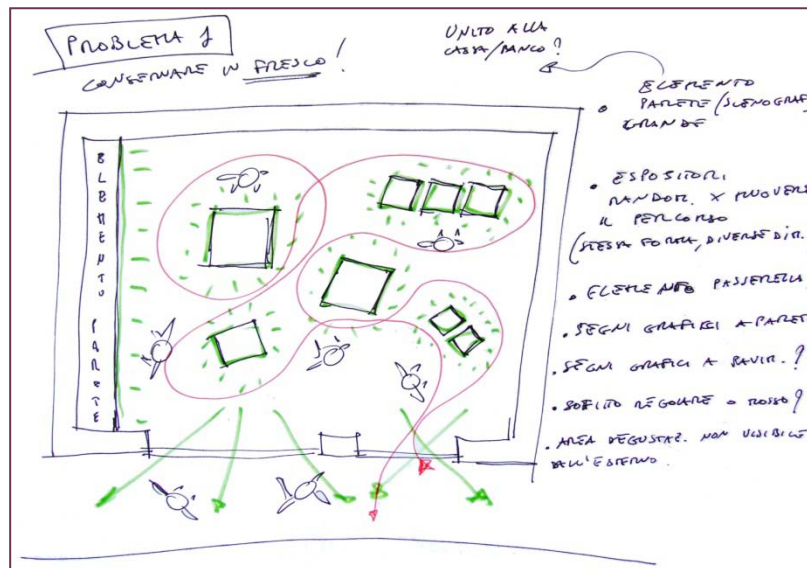 PROBLEMA 1
CONSERVARE IN FRESCO!
UNITO ALLA
CASSA/BANCO?
• ELEMENTO
PARETE (SCENOGRAF
GRANDE
• ESPOSITORI
RANDOM. X MUOVERE
IL PERCORSO
(STESSA FORMA, DIVERSE DIM.
• ELEMENTO PASSERELLA
• SEGNI GRAFICI A PARETE
• SEGNI GRAFICI A PAVIM.?
• SOFFITTO REGOLARE O MOSSO?
• AREA DEGUSTAZ. NON VISIBILE
DALL'ESTERNO.
ELEMENTO PARETE